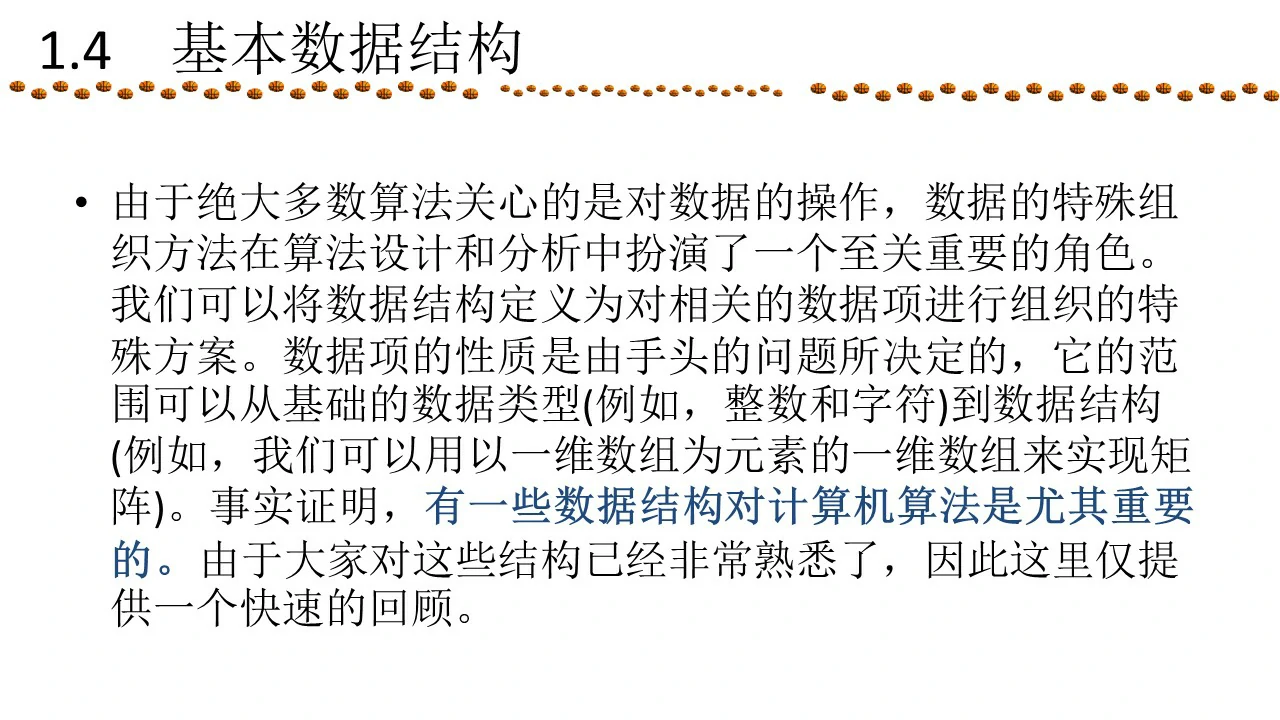 1.4 基本数据结构
• 由于绝大多数算法关心的是对数据的操作，数据的特殊组
织方法在算法设计和分析中扮演了一个至关重要的角色。
我们可以将数据结构定义为对相关的数据项进行组织的特
殊方案。数据项的性质是由手头的问题所决定的，它的范
围可以从基础的数据类型(例如，整数和字符)到数据结构
(例如，我们可以用以一维数组为元素的一维数组来实现矩
阵)。事实证明，有一些数据结构对计算机算法是尤其重要
的。由于大家对这些结构已经非常熟悉了，因此这里仅提
供一个快速的回顾。